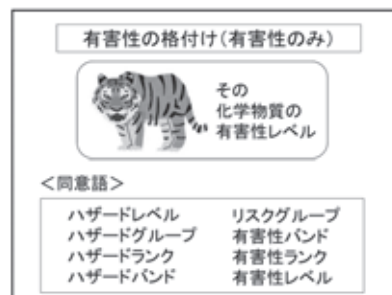 有害性の格付け(有害性のみ)
その
化学物質の
有害性レベル
＜同意語＞
ハザードレベル　リスクグループ
ハザードグループ　有害性バンド
ハザードランク　有害性ランク
ハザードバンド　有害性レベル